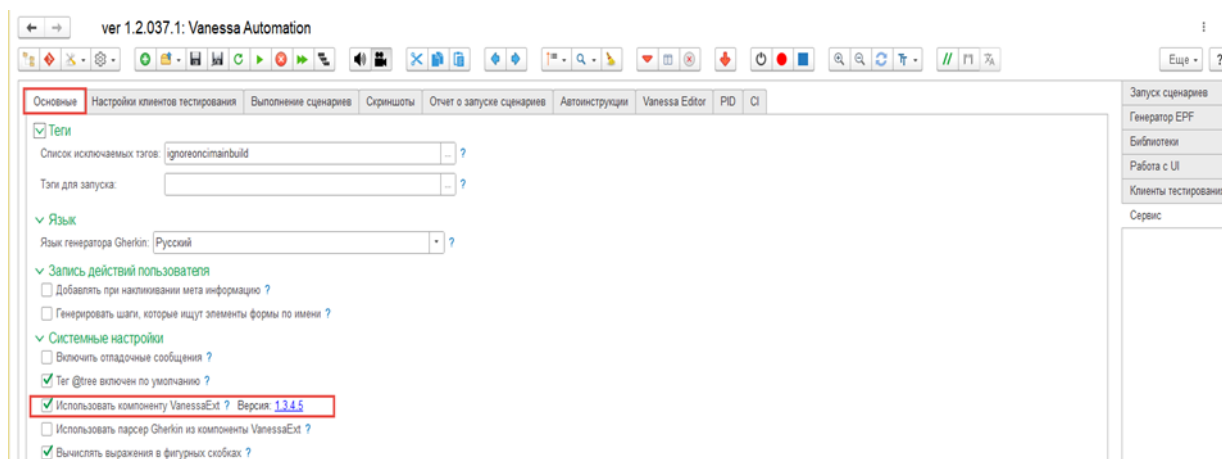 ver 1.2.037.1: Vanessa Automation
Еще
?
Основные Настройки клиентов тестирования Выполнение сценариев Скриншоты Отчет о запуске сценариев Автоинструкции Vanessa Editor PID CI
Запуск сценариев
Генератор EPF
Библиотеки
Работа с UI
Клиенты тестировани
Сервис
Теги
Список исключаемых тэгов: ignoreoncimainbuild ... ?
Тэги для запуска: ... ?
Язык
Язык генератора Gherkin: Русский ?
Запись действий пользователя
Добавлять при накликивании мета информацию ?
Генерировать шаги, которые ищут элементы формы по имени ?
Системные настройки
Включить отладочные сообщения ?
Тег @tree включен по умолчанию ?
Использовать компоненту VanessaExt ? Версия: 1.3.4.5
Использовать парсер Gherkin из компоненты VanessaExt ?
Вычислять выражения в фигурных скобках ?